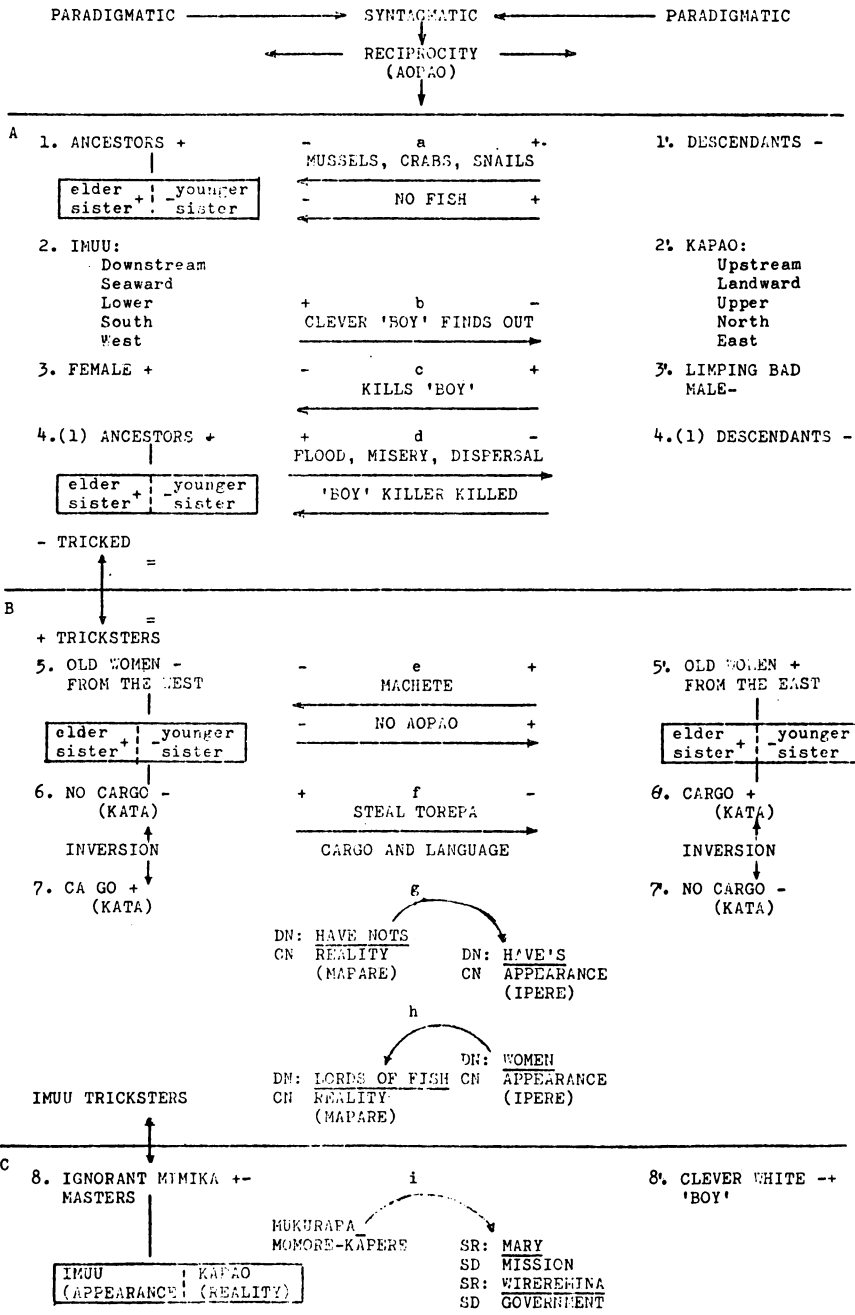 PARADIGMATIC SYNTAGMATIC PARADIGMATIC
RECIPROCITY
(AOPAO)
A
1. ANCESTORS + - a +- 1'. DESCENDANTS -
MUSSELS, CRABS, SNAILS
elder + - younger - NO FISH +
sister sister
2. IMUU: 2'. KAPAO:
Downstream Upstream
Seaward Landward
Lower + b - Upper
South CLEVER 'BOY' FINDS OUT North
West East
3. FEMALE + - c + 3'. LIMPING BAD
KILLS 'BOY' MALE-
4.(1) ANCESTORS + + d - 4.(1) DESCENDANTS -
FLOOD, MISERY, DISPERSAL
elder + - younger 'BOY' KILLER KILLED
sister sister
- TRICKED
=
B
=
+ TRICKSTERS
5. OLD WOMEN - - e + 5'. OLD WOMEN +
FROM THE WEST MACHETE FROM THE EAST
elder + - younger - NO AOPAO + elder + - younger
sister sister sister sister
6. NO CARGO - + f - 6. CARGO +
(KATA) STEAL TOREPA (KATA)
INVERSION CARGO AND LANGUAGE INVERSION
7. CA GO + g 7'. NO CARGO -
(KATA) (KATA)
DN: HAVE NOTS
CN REALITY DN: HAVE'S
(MAPARE) CN APPEARANCE
(IPERE)
h
DN: WOMEN
DN: LORDS OF FISH CN APPEARANCE
CN REALITY (IPERE)
IMUU TRICKSTERS (MAPARE)
C
8. IGNORANT MIMIKA +- i 8'. CLEVER WHITE -+
MASTERS 'BOY'
MUKURAPA
MOMORE-KAPERE SR: MARY
IMUU KAPAO SD MISSION
(APPEARANCE (REALITY) SR: WIREREMINA
SD GOVERNMENT